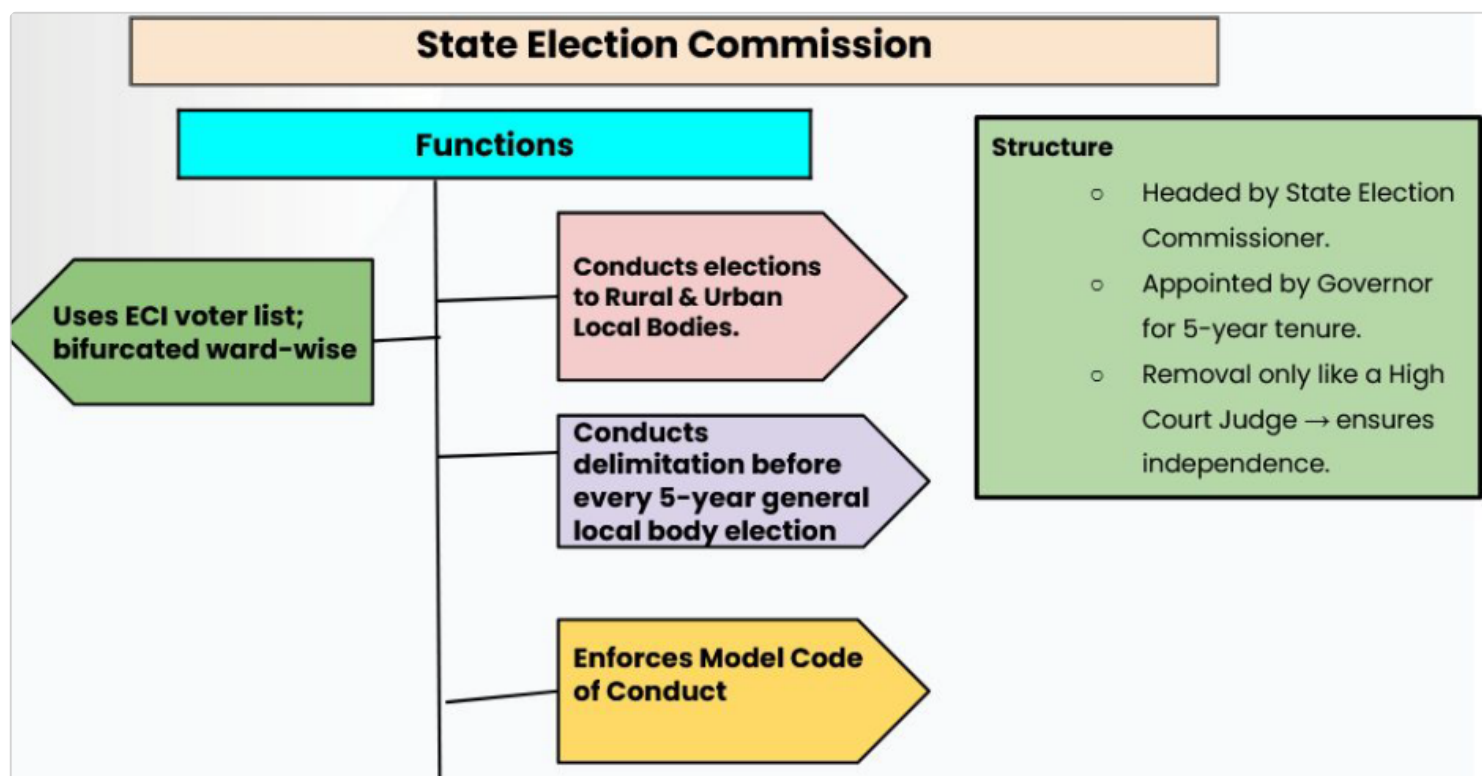 State Election Commission
Functions
Uses ECI voter list;
bifurcated ward-wise
Conducts elections
to Rural & Urban
Local Bodies.
Conducts
delimitation before
every 5-year general
local body election
Enforces Model Code
of Conduct
Structure
○ Headed by State Election
Commissioner.
○ Appointed by Governor
for 5-year tenure.
○ Removal only like a High
Court Judge → ensures
independence.